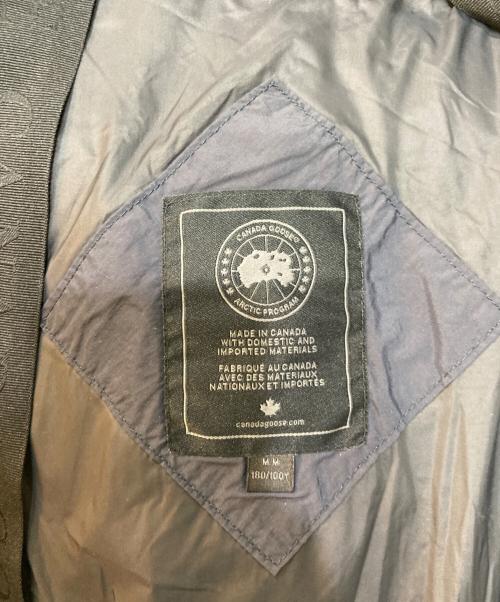 CANADA GOOSE®
ARCTIC PROGRAM
MADE IN CANADA
WITH DOMESTIC AND
IMPORTED MATERIALS
FABRIQUÉ AU CANADA
AVEC DES MATERIAUX
NATIONAUX ET IMPORTÉS
canadagoose.com
M M
180/100Y